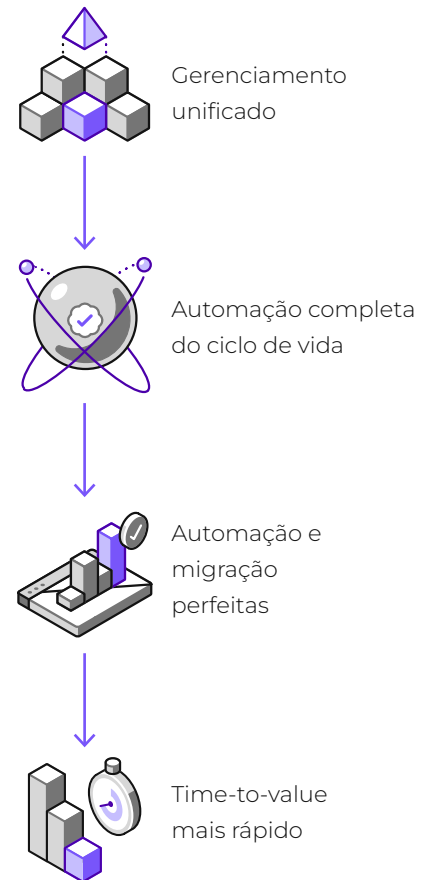 Gerenciamento
unificado
Automação completa
do ciclo de vida
Automação e
migração
perfeitas
Time-to-value
mais rápido